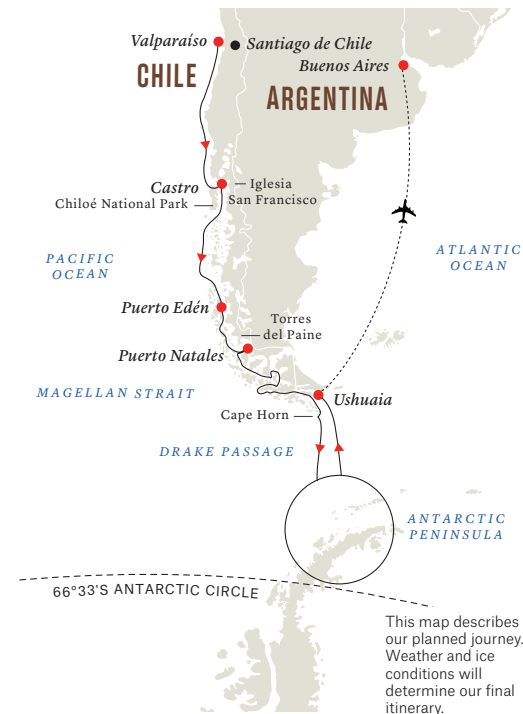 Valparaíso
Santiago de Chile
Buenos Aires
CHILE
ARGENTINA
Castro
Iglesia
San Francisco
Chiloé National Park
PACIFIC
OCEAN
ATLANTIC
OCEAN
Puerto Edén
Torres
del Paine
Puerto Natales
MAGELLAN STRAIT
Ushuaia
Cape Horn
DRAKE PASSAGE
ANTARCTIC
PENINSULA
66°33'S ANTARCTIC CIRCLE
This map describes
our planned journey.
Weather and ice
conditions will
determine our final
itinerary.